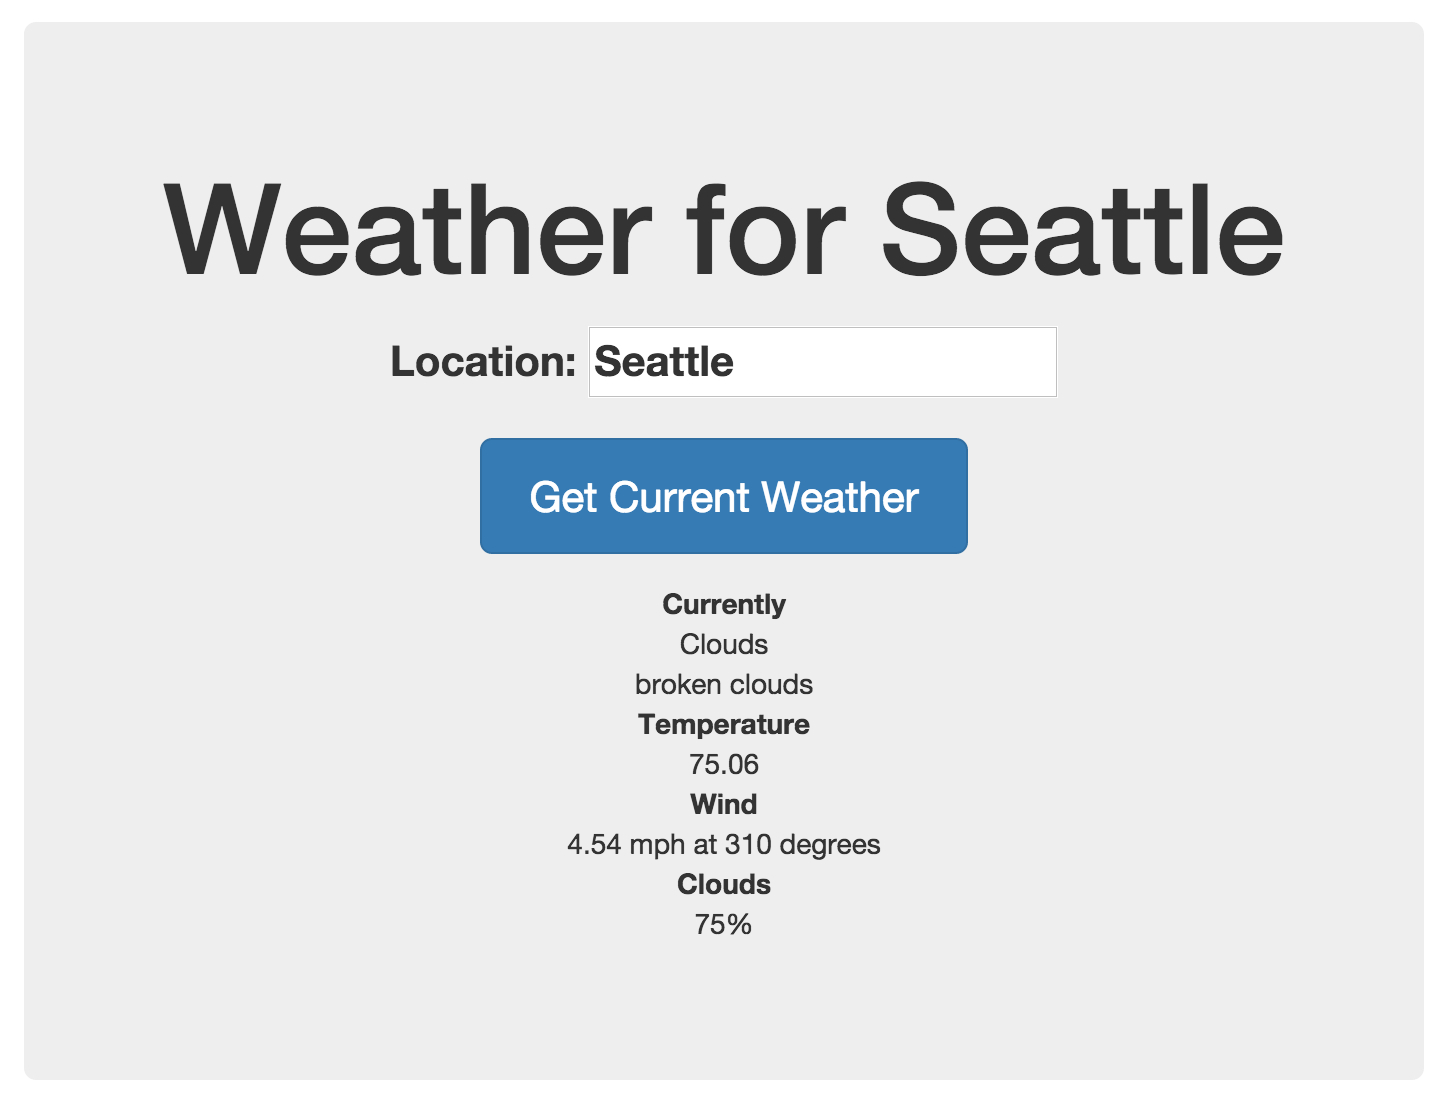 Weather for Seattle
Location: Seattle
Get Current Weather
Currently
Clouds
broken clouds
Temperature
75.06
Wind
4.54 mph at 310 degrees
Clouds
75%